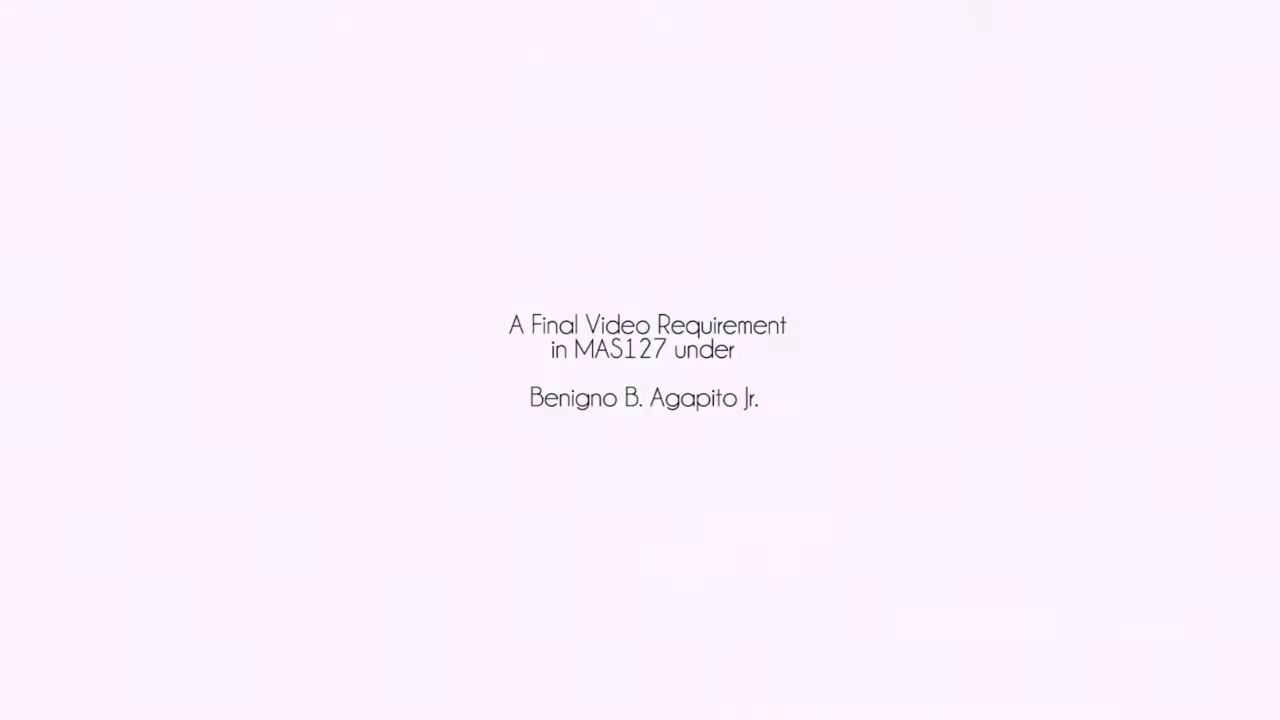 A Final Video Requirement
in MAS127 under
Benigno B. Agapito Jr.